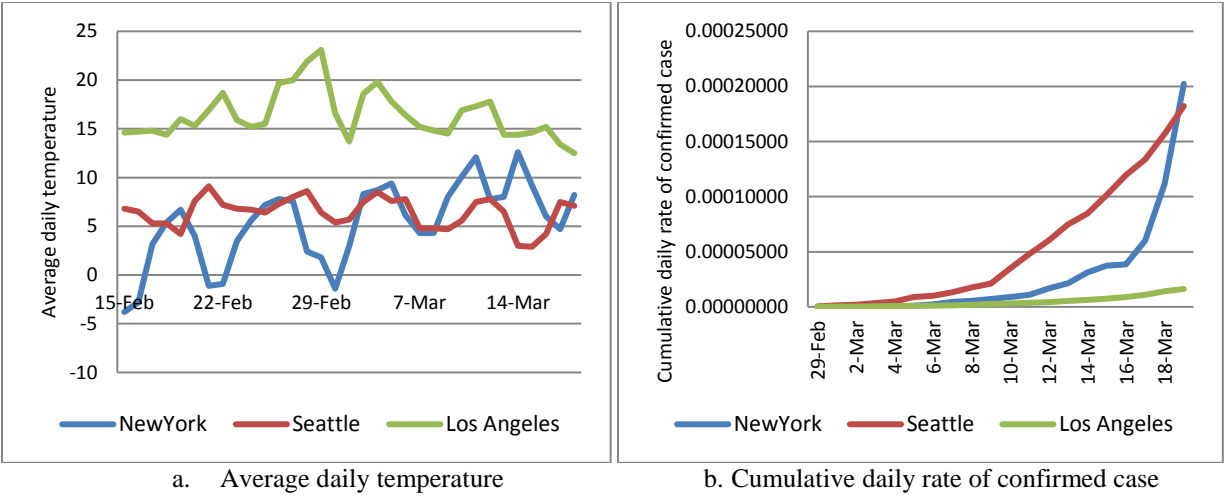 25
20
15
10
5
0
-5
-10
Average daily temperature
15-Feb 22-Feb 29-Feb 7-Mar 14-Mar
NewYork Seattle Los Angeles
a. Average daily temperature
0.00025000
0.00020000
0.00015000
0.00010000
0.00005000
0.00000000
Cumulative daily rate of confirmed case
29-Feb 2-Mar 4-Mar 6-Mar 8-Mar 10-Mar 12-Mar 14-Mar 16-Mar 18-Mar
NewYork Seattle Los Angeles
b. Cumulative daily rate of confirmed case